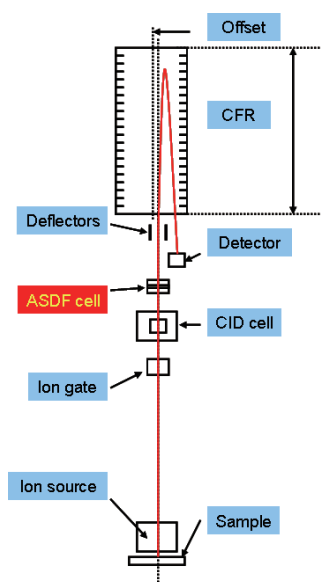 Offset
CFR
Deflectors
Detector
ASDF cell
CID cell
Ion gate
Ion source
Sample